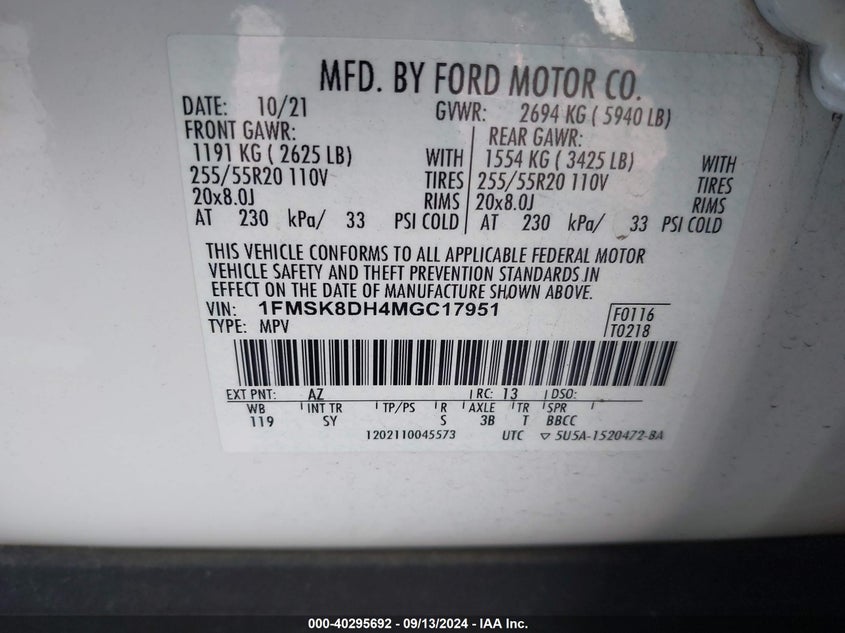 MFD. BY FORD MOTOR CO.
DATE: 10/21 GVWR: 2694 KG ( 5940 LB)
FRONT GAWR: REAR GAWR:
1191 KG ( 2625 LB) WITH 1554 KG ( 3425 LB) WITH
255/55R20 110V TIRES 255/55R20 110V TIRES
20x8.0J RIMS 20x8.0J RIMS
AT 230 kPa/ 33 PSI COLD AT 230 kPa/ 33 PSI COLD
THIS VEHICLE CONFORMS TO ALL APPLICABLE FEDERAL MOTOR
VEHICLE SAFETY AND THEFT PREVENTION STANDARDS IN
EFFECT ON THE DATE OF MANUFACTURE SHOWN ABOVE.
VIN: 1FMSK8DH4MGC17951 F0116
TYPE: MPV T0218
EXT PNT: AZ RC: 13 DSO:
WB INT TR TP/PS R AXLE TR SPR
119 SY S 3B T BBCC
1202110045573 UTC ▽ 5U5A-1520472-BA
000-40295692 - 09/13/2024 - IAA Inc.